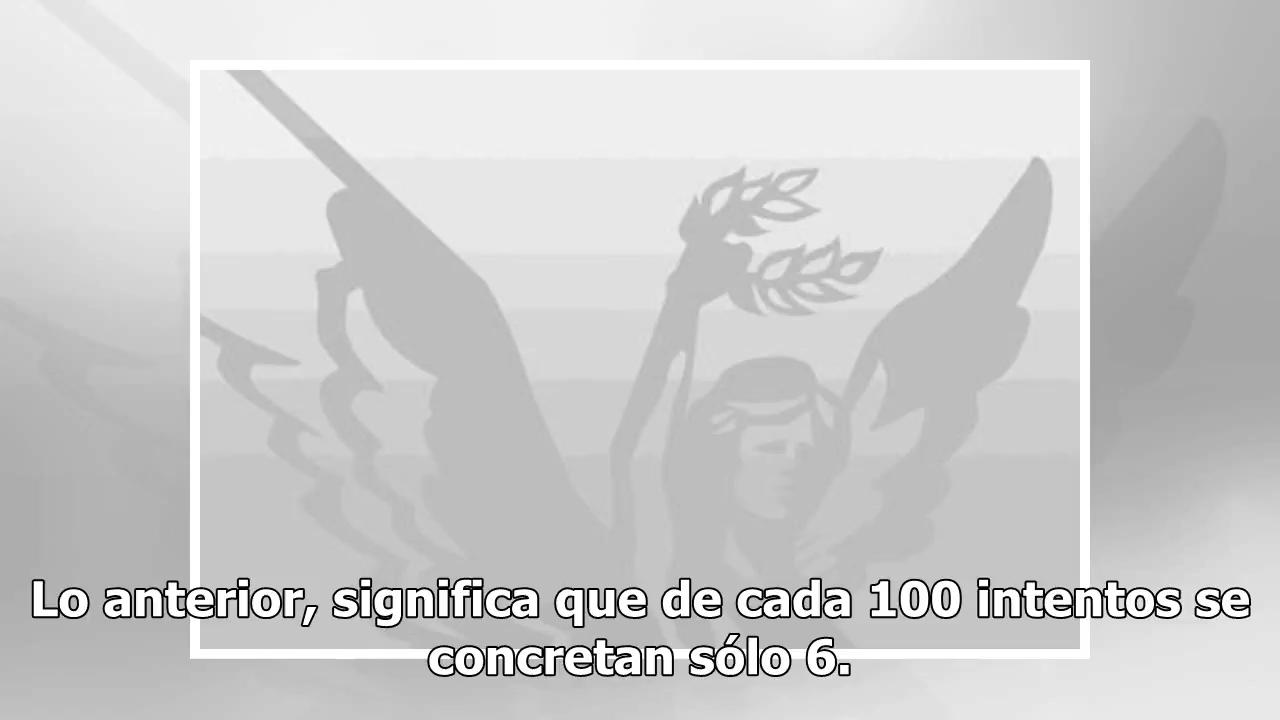 Lo anterior, significa que de cada 100 intentos se
concretan sólo 6.